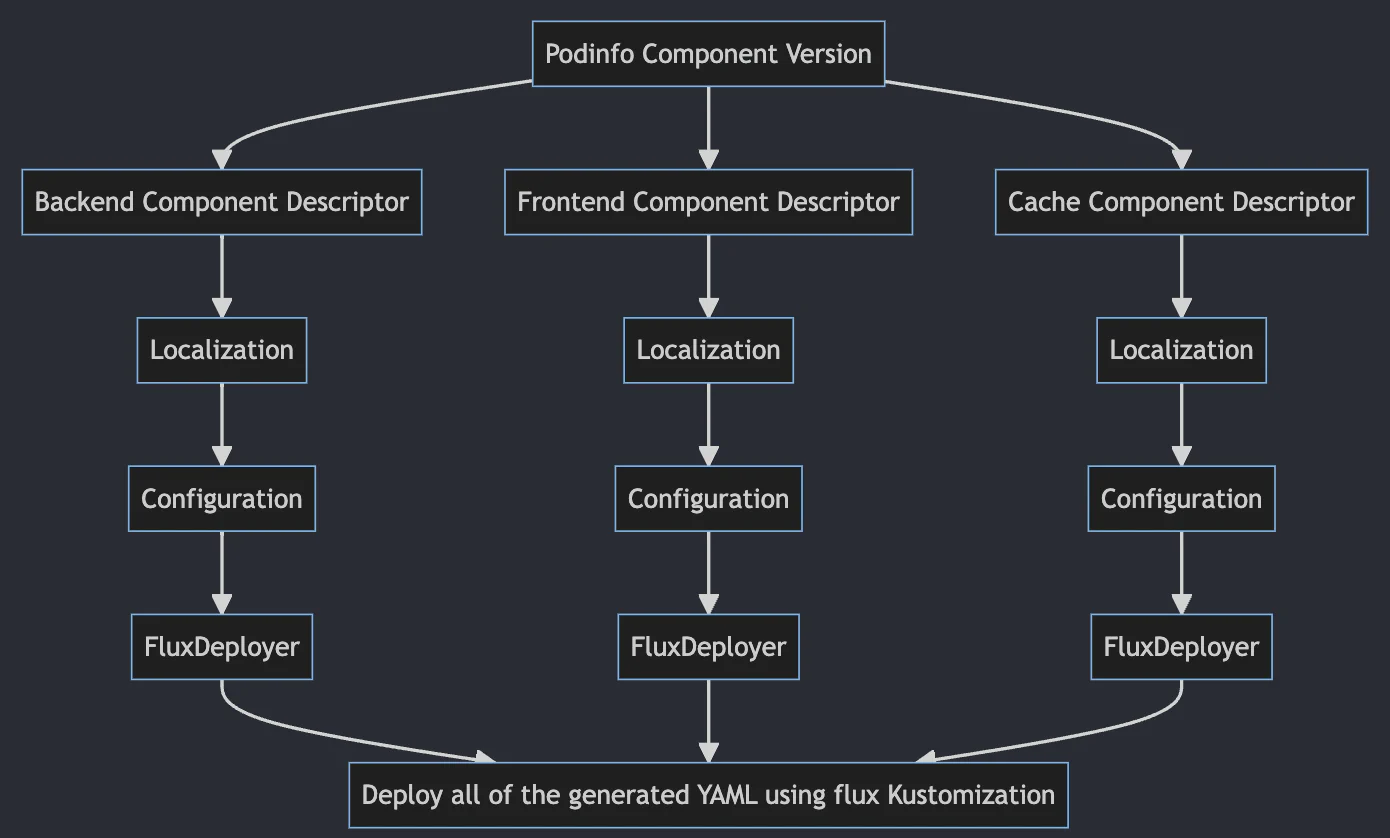 Podinfo Component Version
Backend Component Descriptor
Frontend Component Descriptor
Cache Component Descriptor
Localization
Localization
Localization
Configuration
Configuration
Configuration
FluxDeployer
FluxDeployer
FluxDeployer
Deploy all of the generated YAML using flux Kustomization